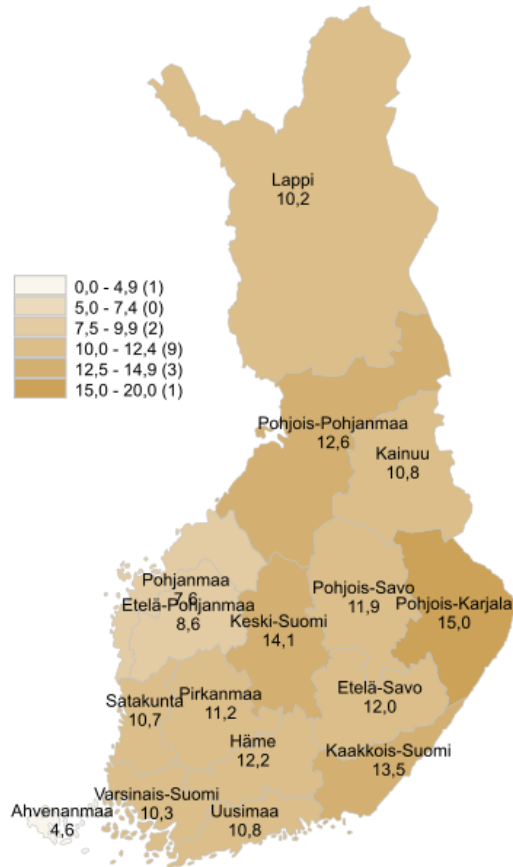 Lappi
10,2
0,0 - 4,9 (1)
5,0 - 7,4 (0)
7,5 - 9,9 (2)
10,0 - 12,4 (9)
12,5 - 14,9 (3)
15,0 - 20,0 (1)
Pohjois-Pohjanmaa
12,6
Kainuu
10,8
Pohjanmaa
7,6
Etelä-Pohjanmaa
8,6
Keski-Suomi
14,1
Pohjois-Savo
11,9
Pohjois-Karjala
15,0
Satakunta
10,7
Pirkanmaa
11,2
Etelä-Savo
12,0
Häme
12,2
Kaakkois-Suomi
13,5
Ahvenanmaa
4,6
Varsinais-Suomi
10,3
Uusimaa
10,8